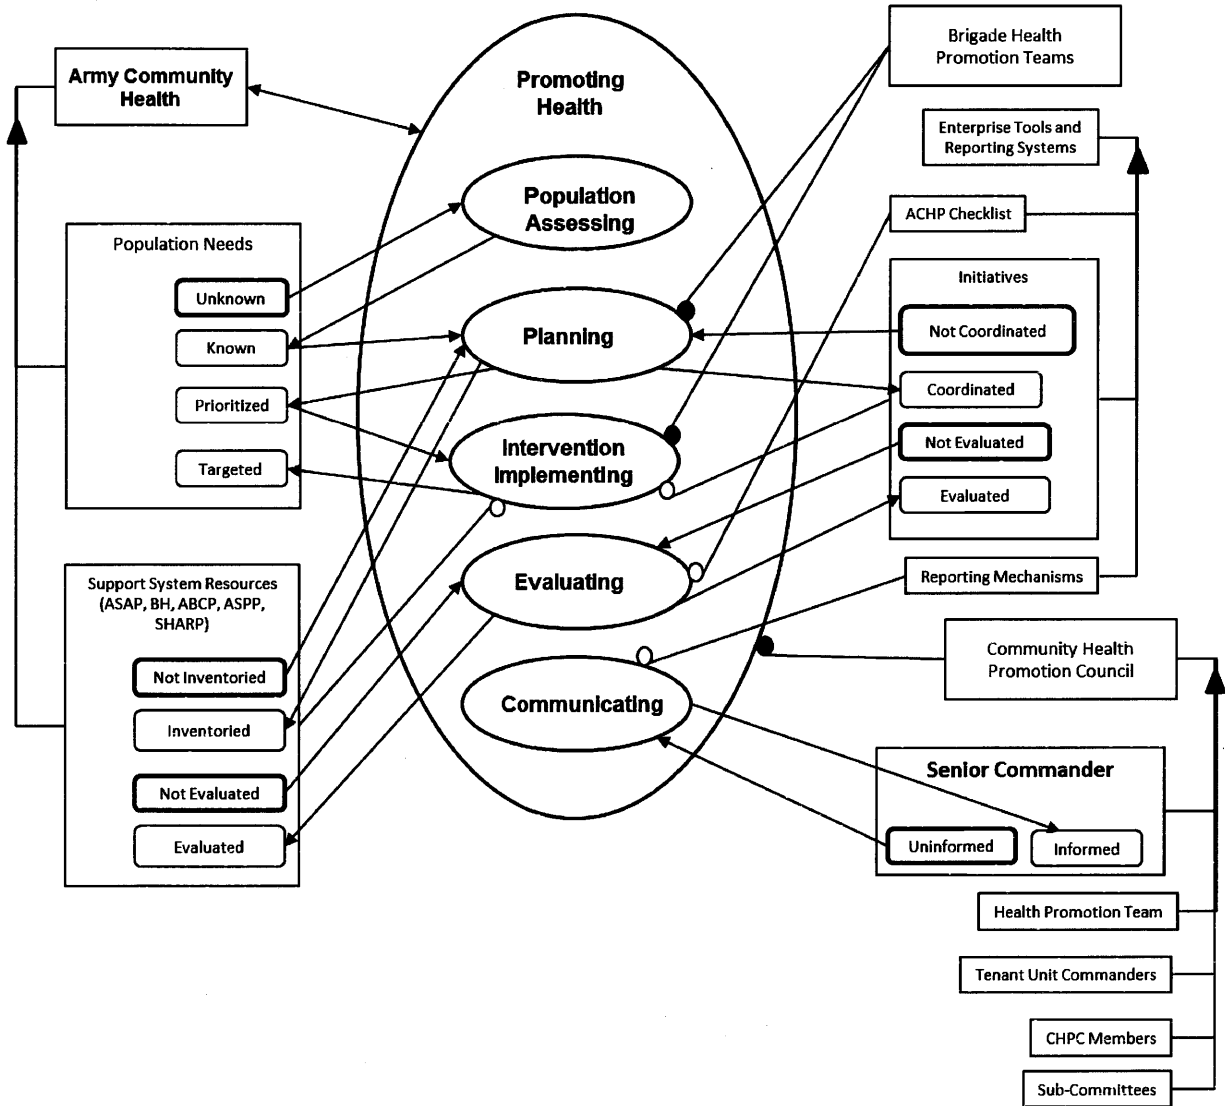 Army Community
Health
Promoting
Health
Brigade Health
Promotion Teams
Enterprise Tools and
Reporting Systems
Population
Assessing
ACHP Checklist
Population Needs
Unknown
Known
Prioritized
Targeted
Planning
Initiatives
Not Coordinated
Coordinated
Not Evaluated
Evaluated
Intervention
Implementing
Support System Resources
(ASAP, BH, ABCP, ASPP,
SHARP)
Not Inventoried
Inventoried
Not Evaluated
Evaluated
Evaluating
Reporting Mechanisms
Communicating
Community Health
Promotion Council
Senior Commander
Uninformed
Informed
Health Promotion Team
Tenant Unit Commanders
CHPC Members
Sub-Committees